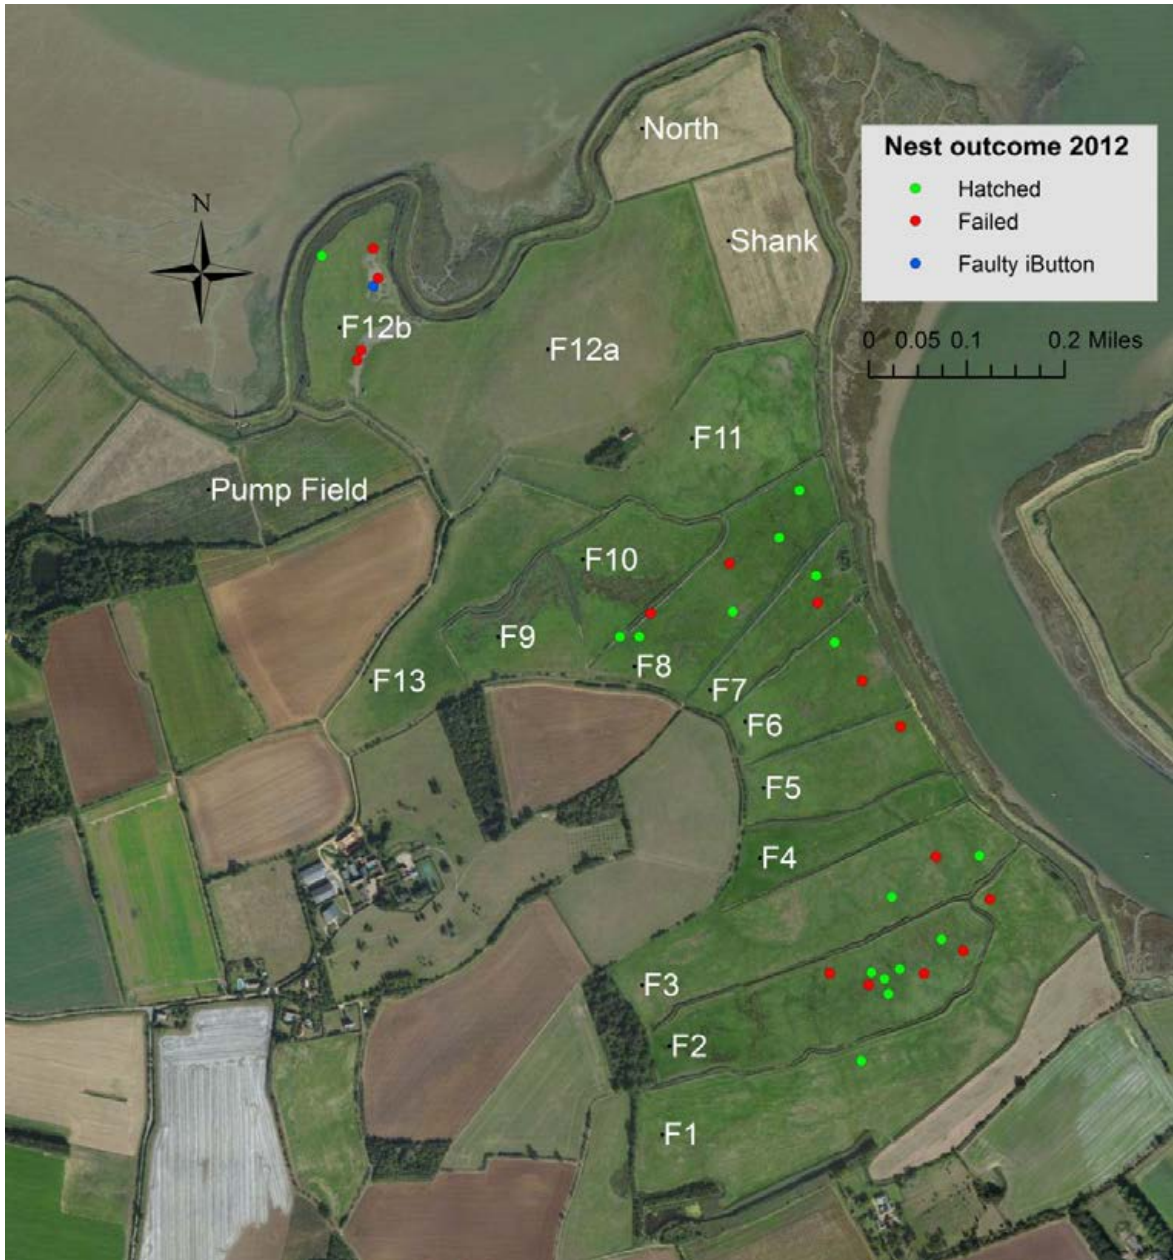 North
Nest outcome 2012
Hatched
Failed
Faulty iButton
N
Shank
F12b
F12a
0 0.05 0.1 0.2 Miles
F11
Pump Field
F10
F9
F8
F13
F7
F6
F5
F4
F3
F2
F1